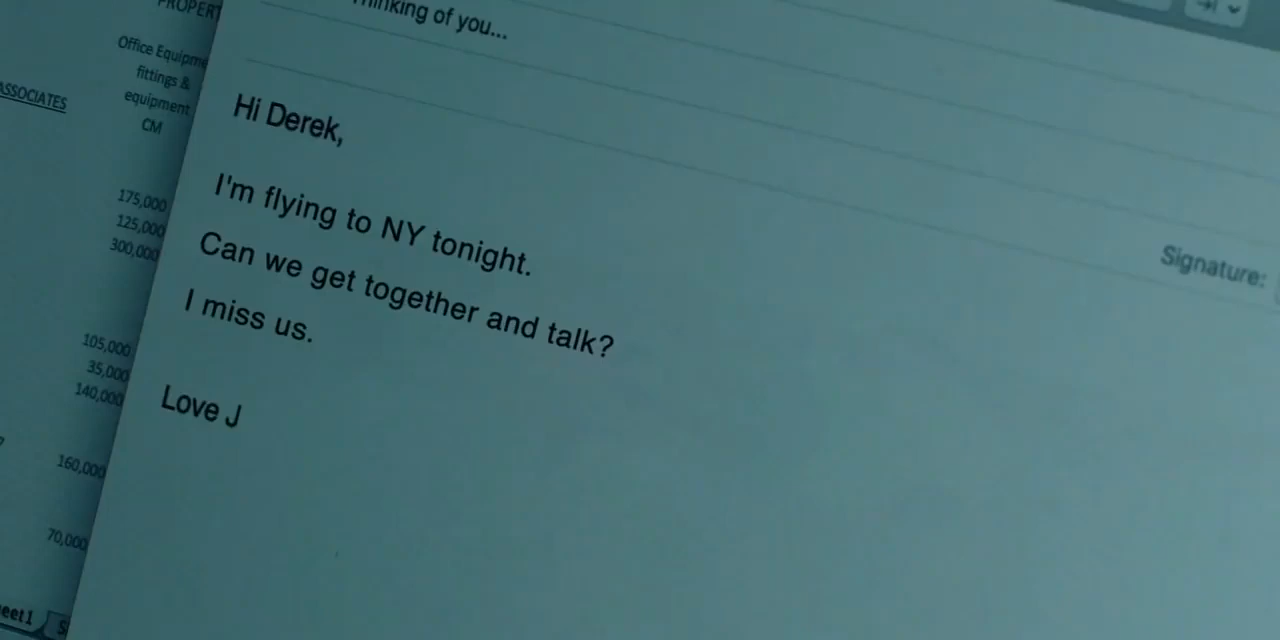 PROPERT
Office Equipme
fittings &
equipment
CM
ASSOCIATES
175,000
125,000
300,000
105,000
35,000
140,000
160,000
70,000
eet1
S
Thinking of you...
Signature:
Hi Derek,
I'm flying to NY tonight.
Can we get together and talk?
I miss us.
Love J